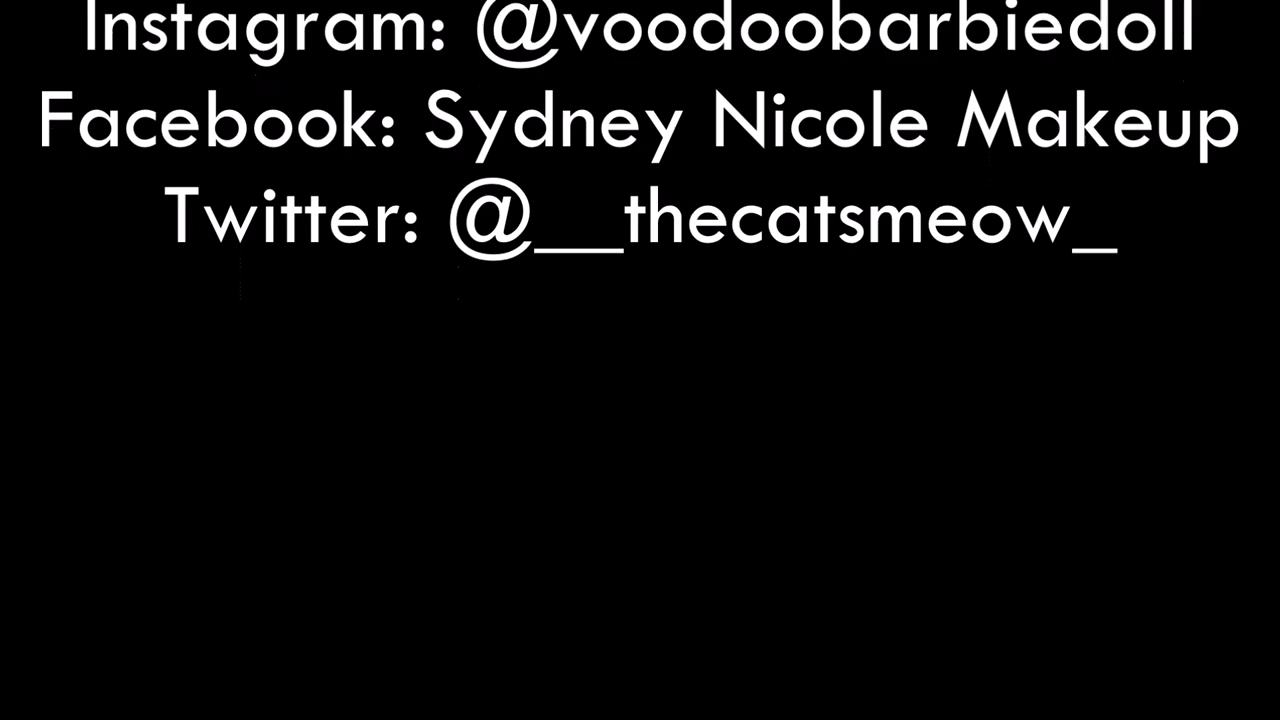 Instagram: @voodoobarbiedoll
Facebook: Sydney Nicole Makeup
Twitter: @__thecatsmeow_